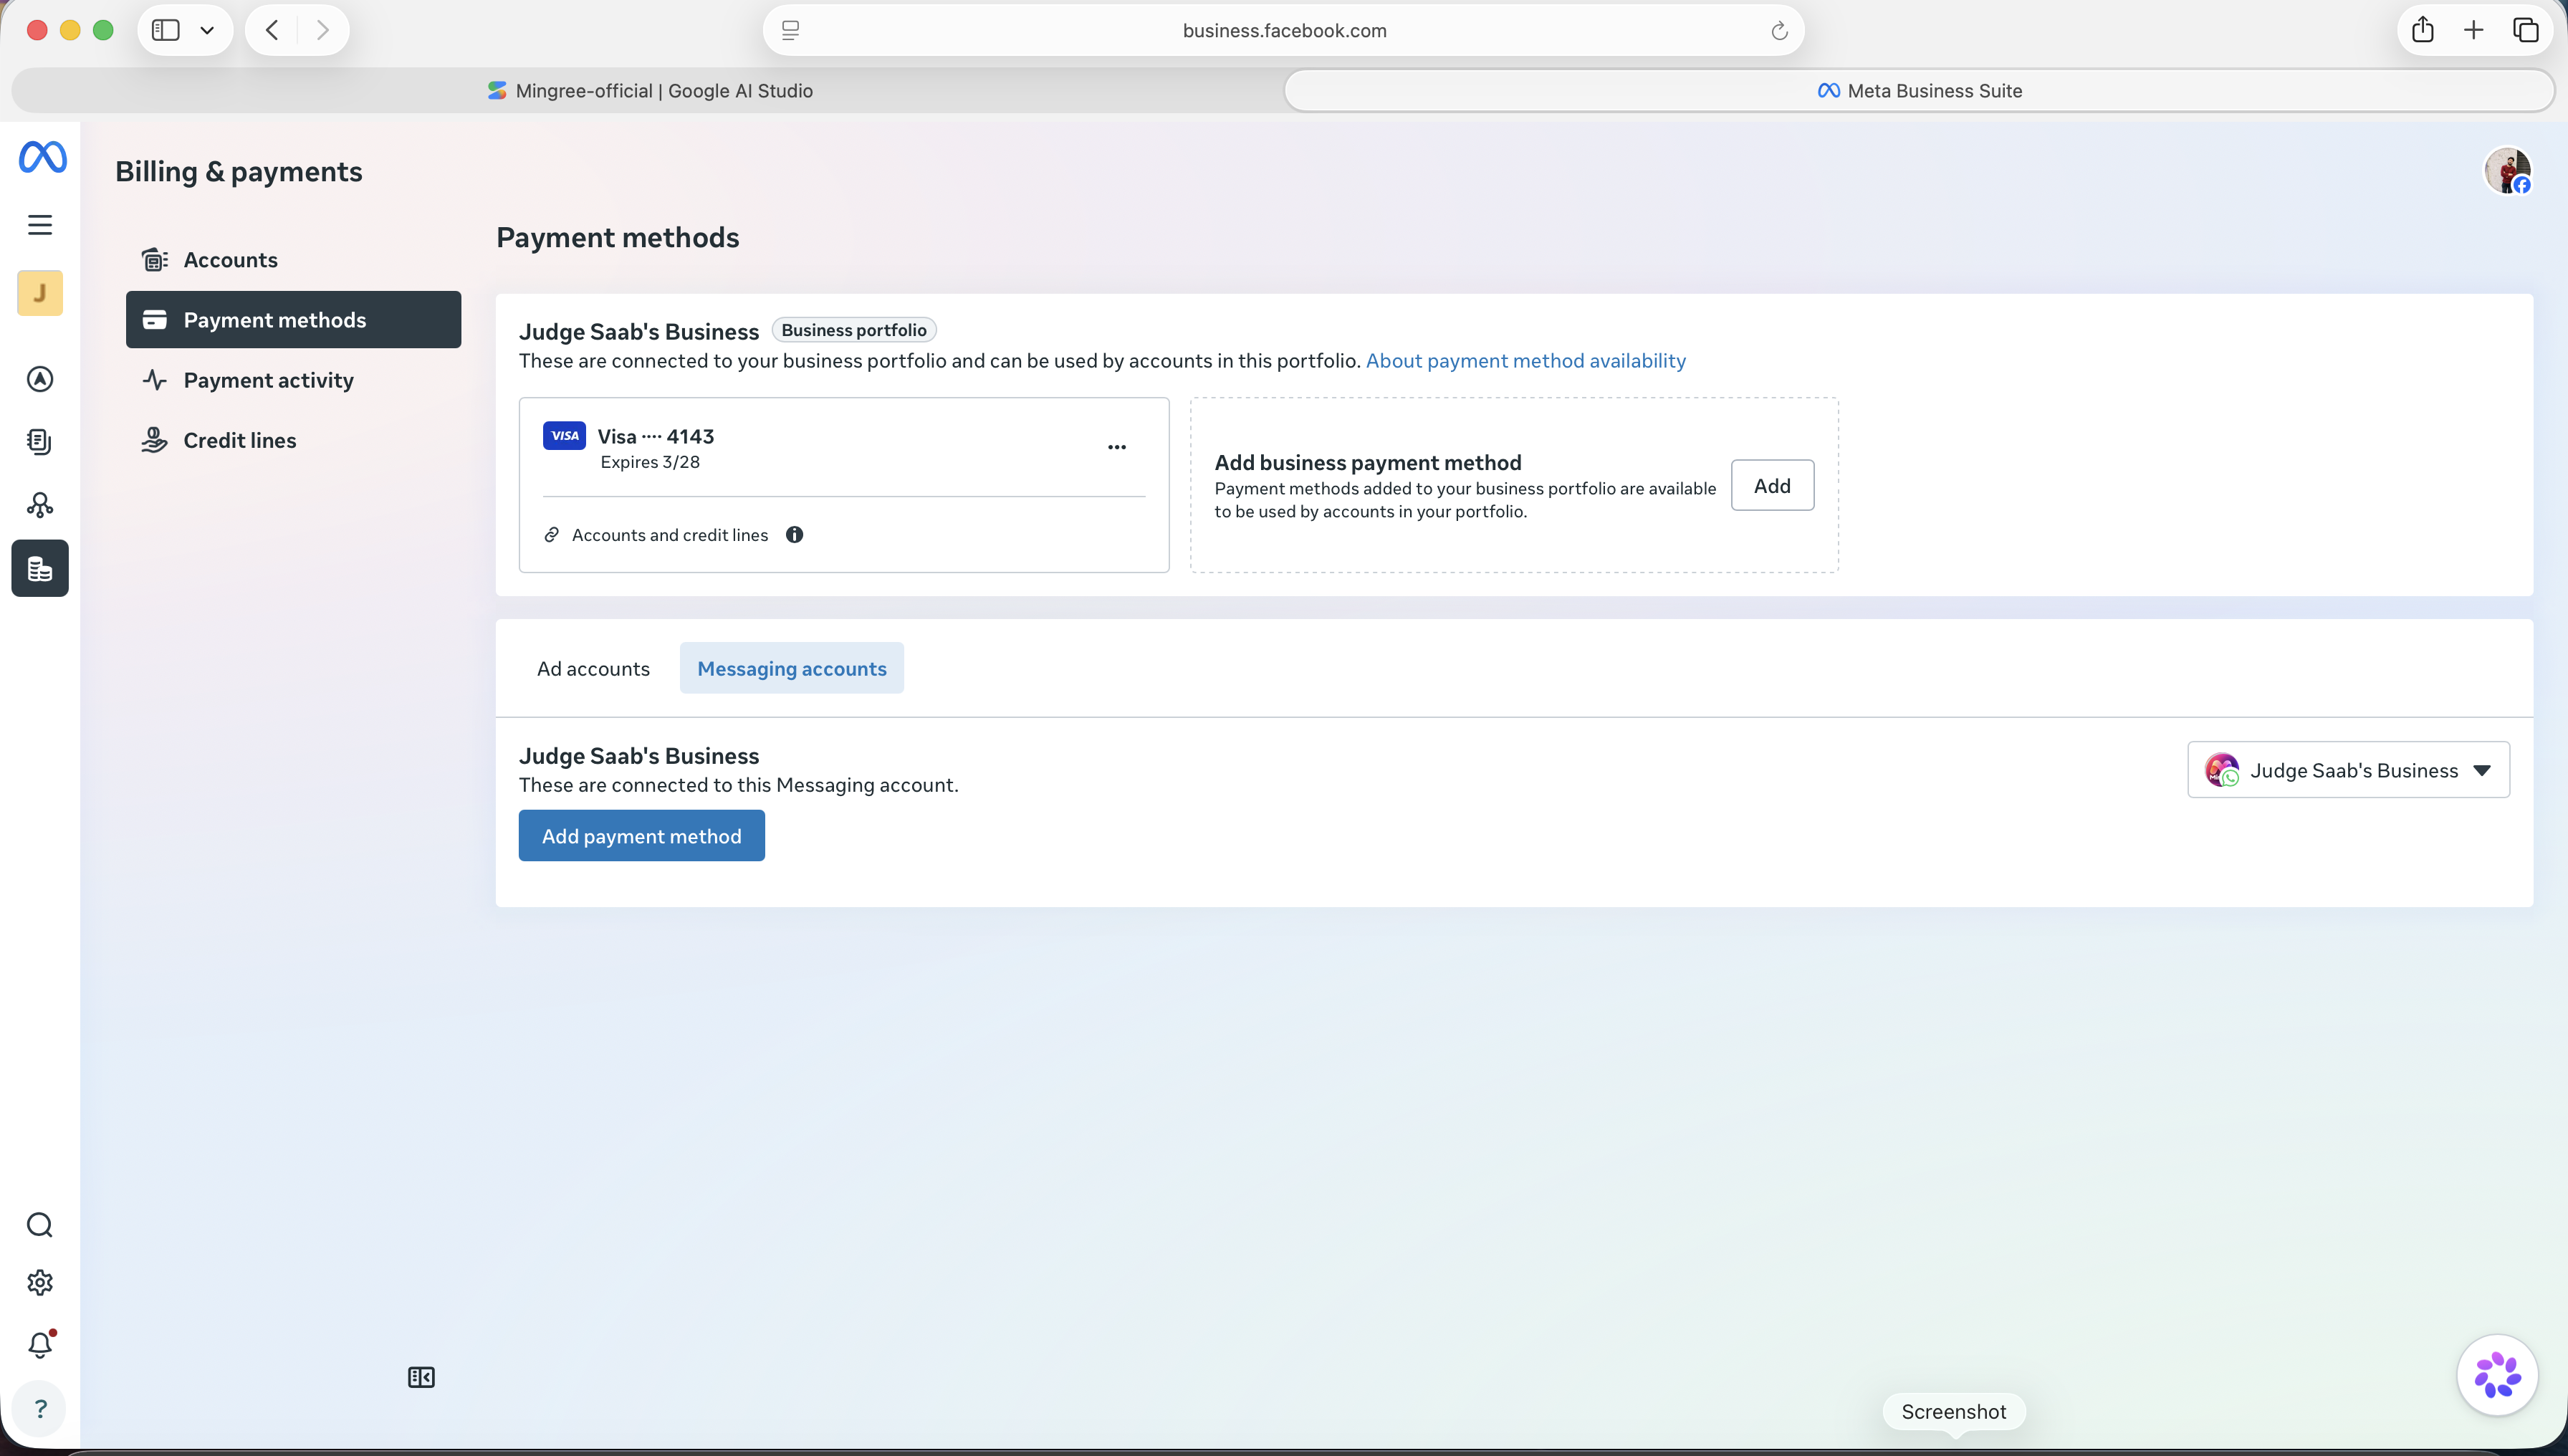 business.facebook.com
Mingree-official | Google AI Studio
Meta Business Suite
Billing & payments
J
Accounts
Payment methods
Payment activity
Credit lines
Payment methods
Judge Saab's Business Business portfolio
These are connected to your business portfolio and can be used by accounts in this portfolio. About payment method availability
VISA Visa ···· 4143
Expires 3/28
Accounts and credit lines
Add business payment method
Payment methods added to your business portfolio are available
to be used by accounts in your portfolio.
Add
Ad accounts
Messaging accounts
Judge Saab's Business
These are connected to this Messaging account.
Add payment method
Judge Saab's Business
?
Screenshot